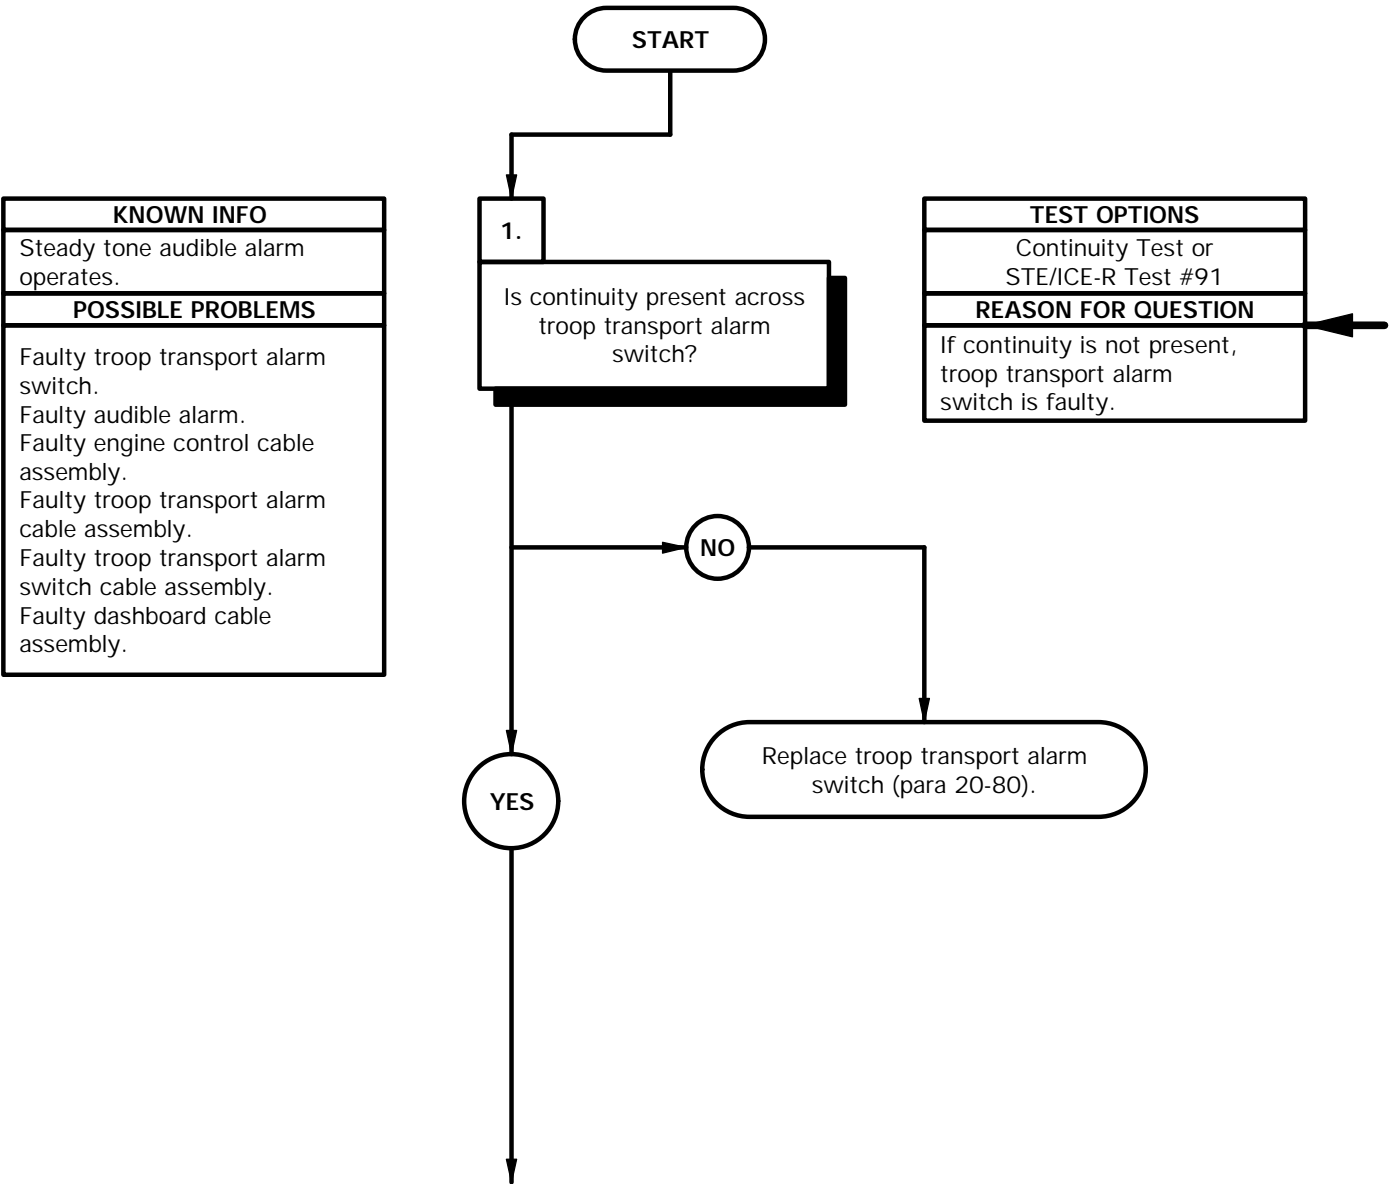 START
KNOWN INFO
Steady tone audible alarm
operates.
POSSIBLE PROBLEMS
Faulty troop transport alarm
switch.
Faulty audible alarm.
Faulty engine control cable
assembly.
Faulty troop transport alarm
cable assembly.
Faulty troop transport alarm
switch cable assembly.
Faulty dashboard cable
assembly.
1.
Is continuity present across
troop transport alarm
switch?
TEST OPTIONS
Continuity Test or
STE/ICE-R Test #91
REASON FOR QUESTION
If continuity is not present,
troop transport alarm
switch is faulty.
NO
Replace troop transport alarm
switch (para 20-80).
YES